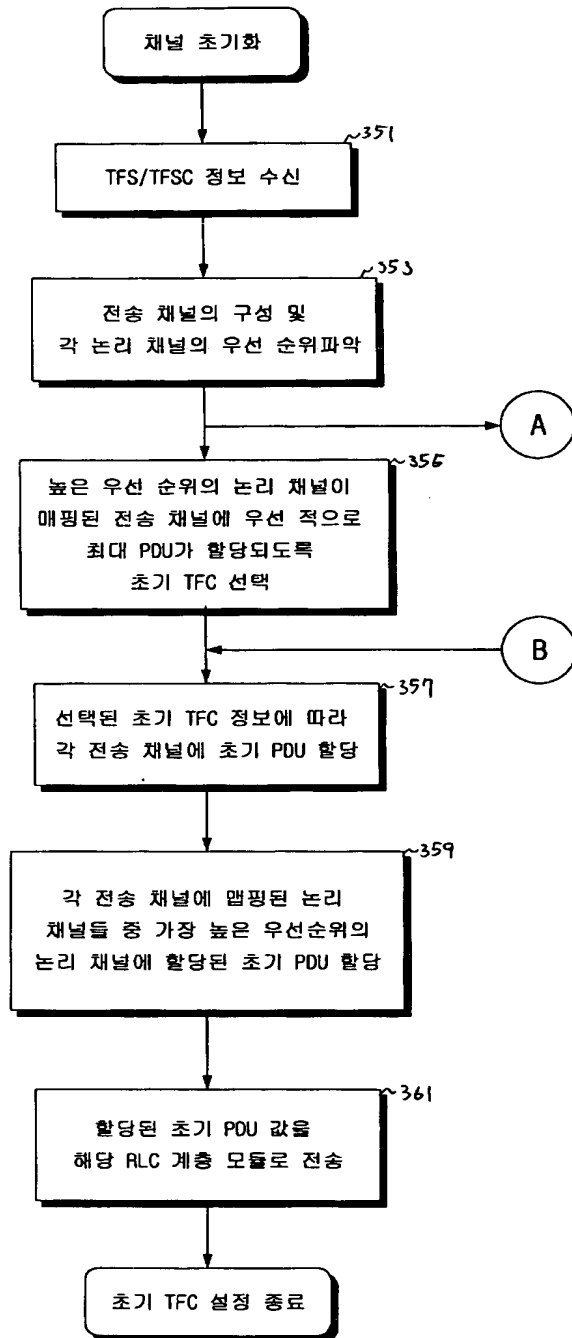 채널 초기화
351
TFS/TFSC 정보 수신
353
전송 채널의 구성 및
각 논리 채널의 우선 순위파악
A
355
높은 우선 순위의 논리 채널이
매핑된 전송 채널에 우선 적으로
최대 PDU가 할당되도록
초기 TFC 선택
B
357
선택된 초기 TFC 정보에 따라
각 전송 채널에 초기 PDU 할당
359
각 전송 채널에 맵핑된 논리
채널들 중 가장 높은 우선순위의
논리 채널에 할당된 초기 PDU 할당
361
할당된 초기 PDU 값을
해당 RLC 계층 모듈로 전송
초기 TFC 설정 종료